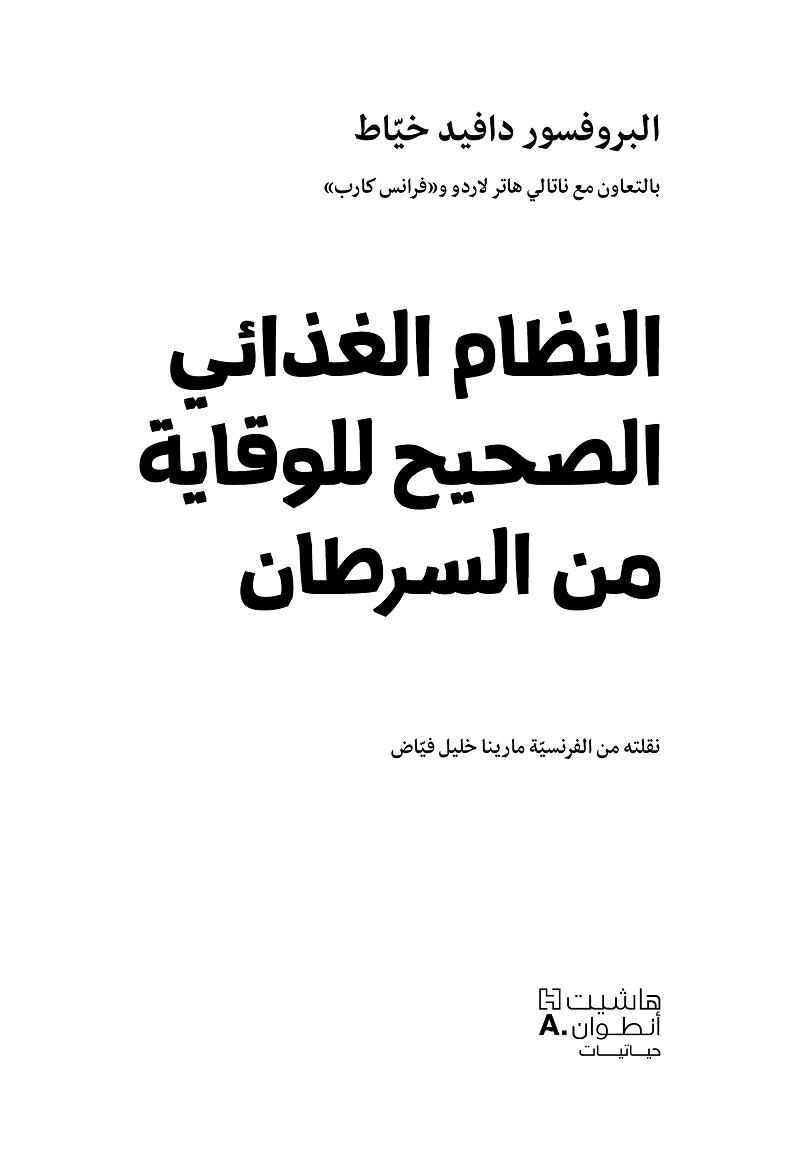 البروفسور دافيد خيّاط
بالتعاون مع ناتالي هاتر لاردو و«فرانس كارب»
النظام الغذائي
الصحيح للوقاية
من السرطان
نقلته من الفرنسيّة مارينا خليل فيّاض
هاشيت
أنطوان A.
حياتيات